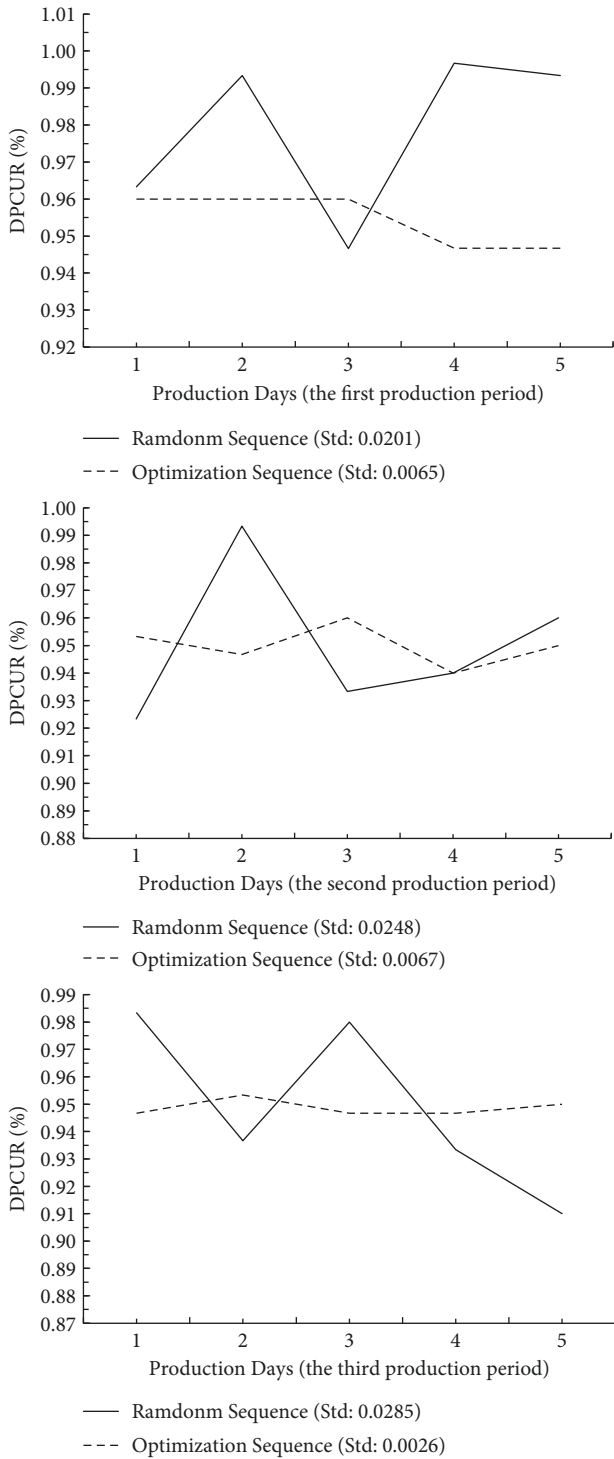 1.01
1.00
0.99
0.98
0.97
0.96
0.95
0.94
0.93
0.92
DPCUR (%)
1 2 3 4 5
Production Days (the first production period)
Ramdonm Sequence (Std: 0.0201)
Optimization Sequence (Std: 0.0065)
1.00
0.99
0.98
0.97
0.96
0.95
0.94
0.93
0.92
0.91
0.90
0.89
0.88
DPCUR (%)
1 2 3 4 5
Production Days (the second production period)
Ramdonm Sequence (Std: 0.0248)
Optimization Sequence (Std: 0.0067)
0.99
0.98
0.97
0.96
0.95
0.94
0.93
0.92
0.91
0.90
0.89
0.88
0.87
DPCUR (%)
1 2 3 4 5
Production Days (the third production period)
Ramdonm Sequence (Std: 0.0285)
Optimization Sequence (Std: 0.0026)